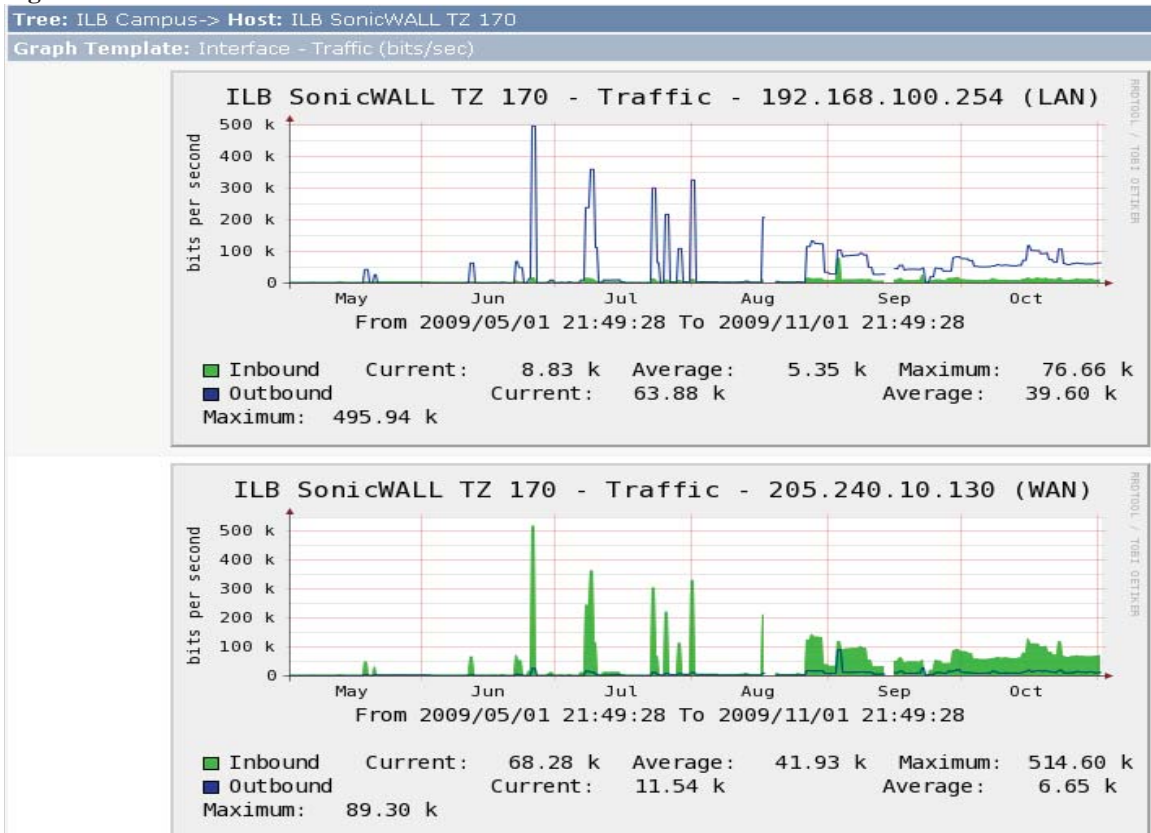 Tree: ILB Campus-> Host: ILB SonicWALL TZ 170
Graph Template: Interface - Traffic (bits/sec)
ILB SonicWALL TZ 170 - Traffic - 192.168.100.254 (LAN)
RRDTOOL / TOBI OETIKER
bits per second
500 k
400 k
300 k
200 k
100 k
0
May Jun Jul Aug Sep Oct
From 2009/05/01 21:49:28 To 2009/11/01 21:49:28
Inbound Current: 8.83 k Average: 5.35 k Maximum: 76.66 k
Outbound Current: 63.88 k Average: 39.60 k
Maximum: 495.94 k
ILB SonicWALL TZ 170 - Traffic - 205.240.10.130 (WAN)
RRDTOOL / TOBI OETIKER
bits per second
500 k
400 k
300 k
200 k
100 k
0
May Jun Jul Aug Sep Oct
From 2009/05/01 21:49:28 To 2009/11/01 21:49:28
Inbound Current: 68.28 k Average: 41.93 k Maximum: 514.60 k
Outbound Current: 11.54 k Average: 6.65 k
Maximum: 89.30 k